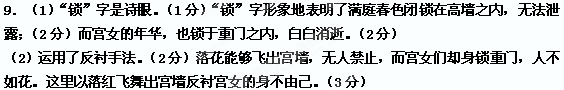 9.（1）“锁”字是诗眼。（1分）“锁”字形象地表明了满庭春色闭锁在高墙之内，无法泄
露；（2分）而宫女的年华，也锁于重门之内，白白消逝。（2分）
（2）运用了反衬手法。（2分）落花能够飞出宫墙，无人禁止，而宫女们却身锁重门，人不
如花。这里以落红飞舞出宫墙反衬宫女的身不由己。（3分）